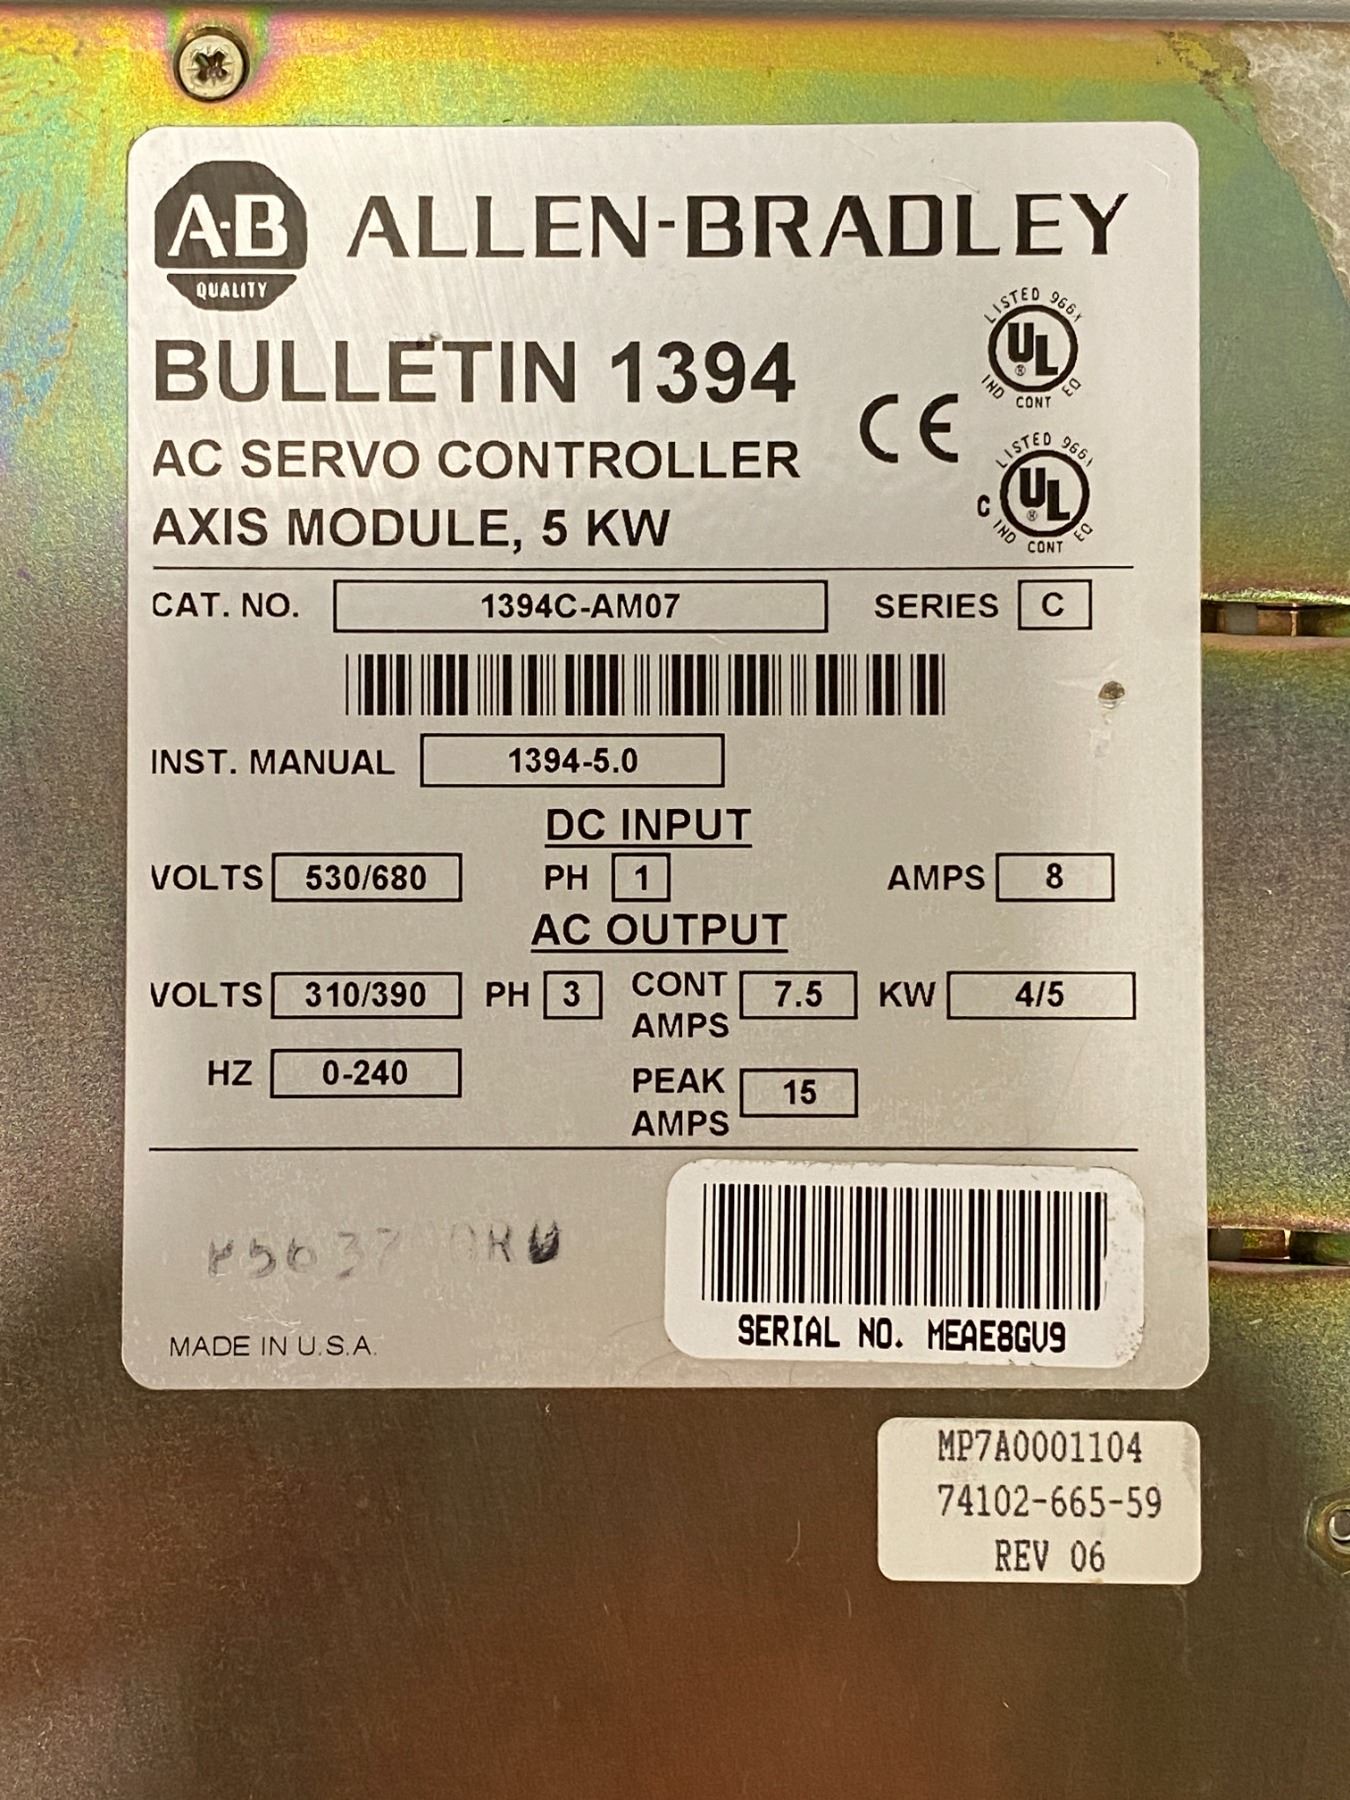 A-B ALLEN-BRADLEY
QUALITY
BULLETIN 1394
AC SERVO CONTROLLER
AXIS MODULE, 5 KW
CE
LISTED 966X
UL
®
IND CONT EQ
LISTED 966X
C UL
®
IND CONT EQ
CAT. NO. 1394C-AM07 SERIES C
INST. MANUAL 1394-5.0
DC INPUT
VOLTS 530/680 PH 1 AMPS 8
AC OUTPUT
VOLTS 310/390 PH 3 CONT AMPS 7.5 KW 4/5
HZ 0-240 PEAK AMPS 15
MADE IN U.S.A.
SERIAL NO. MEAE8GV9
MP7A0001104
74102-665-59
REV 06